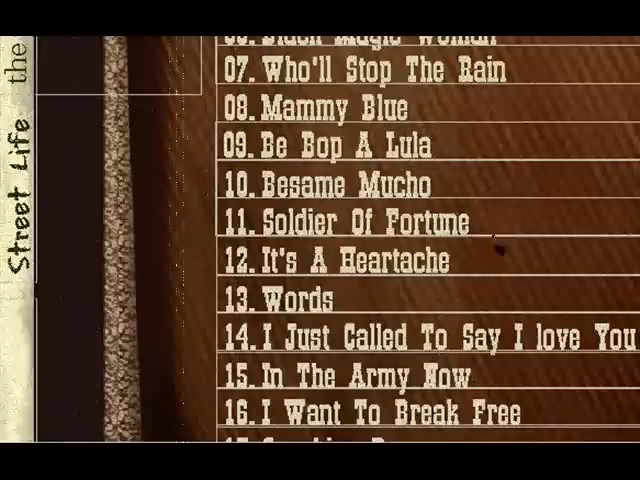 Street Life the
07. Who'll Stop The Rain
08. Mammy Blue
09. Be Bop A Lula
10. Besame Mucho
11. Soldier Of Fortune
12. It's A Heartache
13. Words
14. I Just Called To Say I love You
15. In The Army Now
16. I Want To Break Free